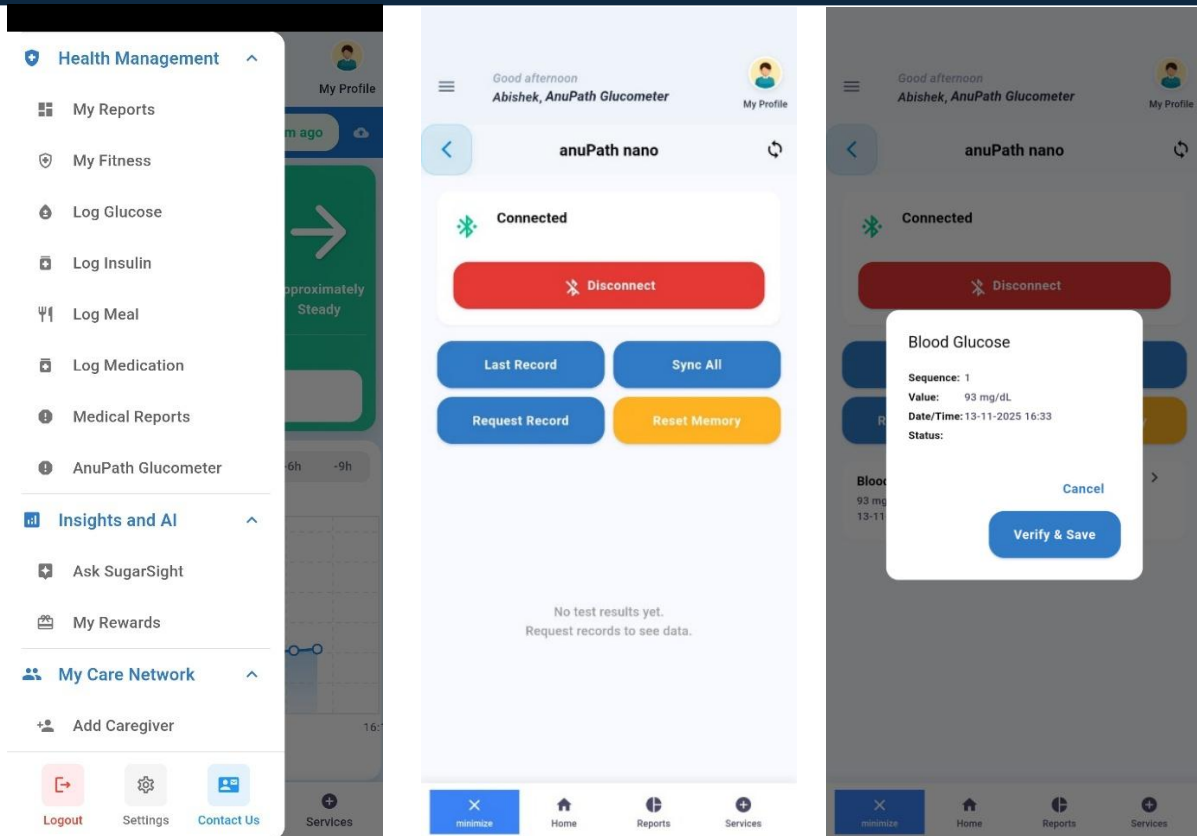 Health Management
My Profile
My Reports
m ago
My Fitness
Log Glucose
Log Insulin
pproximately
Steady
Log Meal
Log Medication
Medical Reports
-6h -9h
AnuPath Glucometer
Insights and AI
Ask SugarSight
My Rewards
My Care Network
Add Caregiver
16:
Logout
Settings
Contact Us
Services
Good afternoon
Abishek, AnuPath Glucometer
My Profile
anuPath nano
Connected
Disconnect
Last Record
Sync All
Request Record
Reset Memory
No test results yet.
Request records to see data.
minimize
Home
Reports
Services
Good afternoon
Abishek, AnuPath Glucometer
My Profile
anuPath nano
Connected
Disconnect
R
y
Blood
93 mg
13-11
Blood Glucose
Sequence: 1
Value: 93 mg/dL
Date/Time: 13-11-2025 16:33
Status:
Cancel
Verify & Save
minimize
Home
Reports
Services